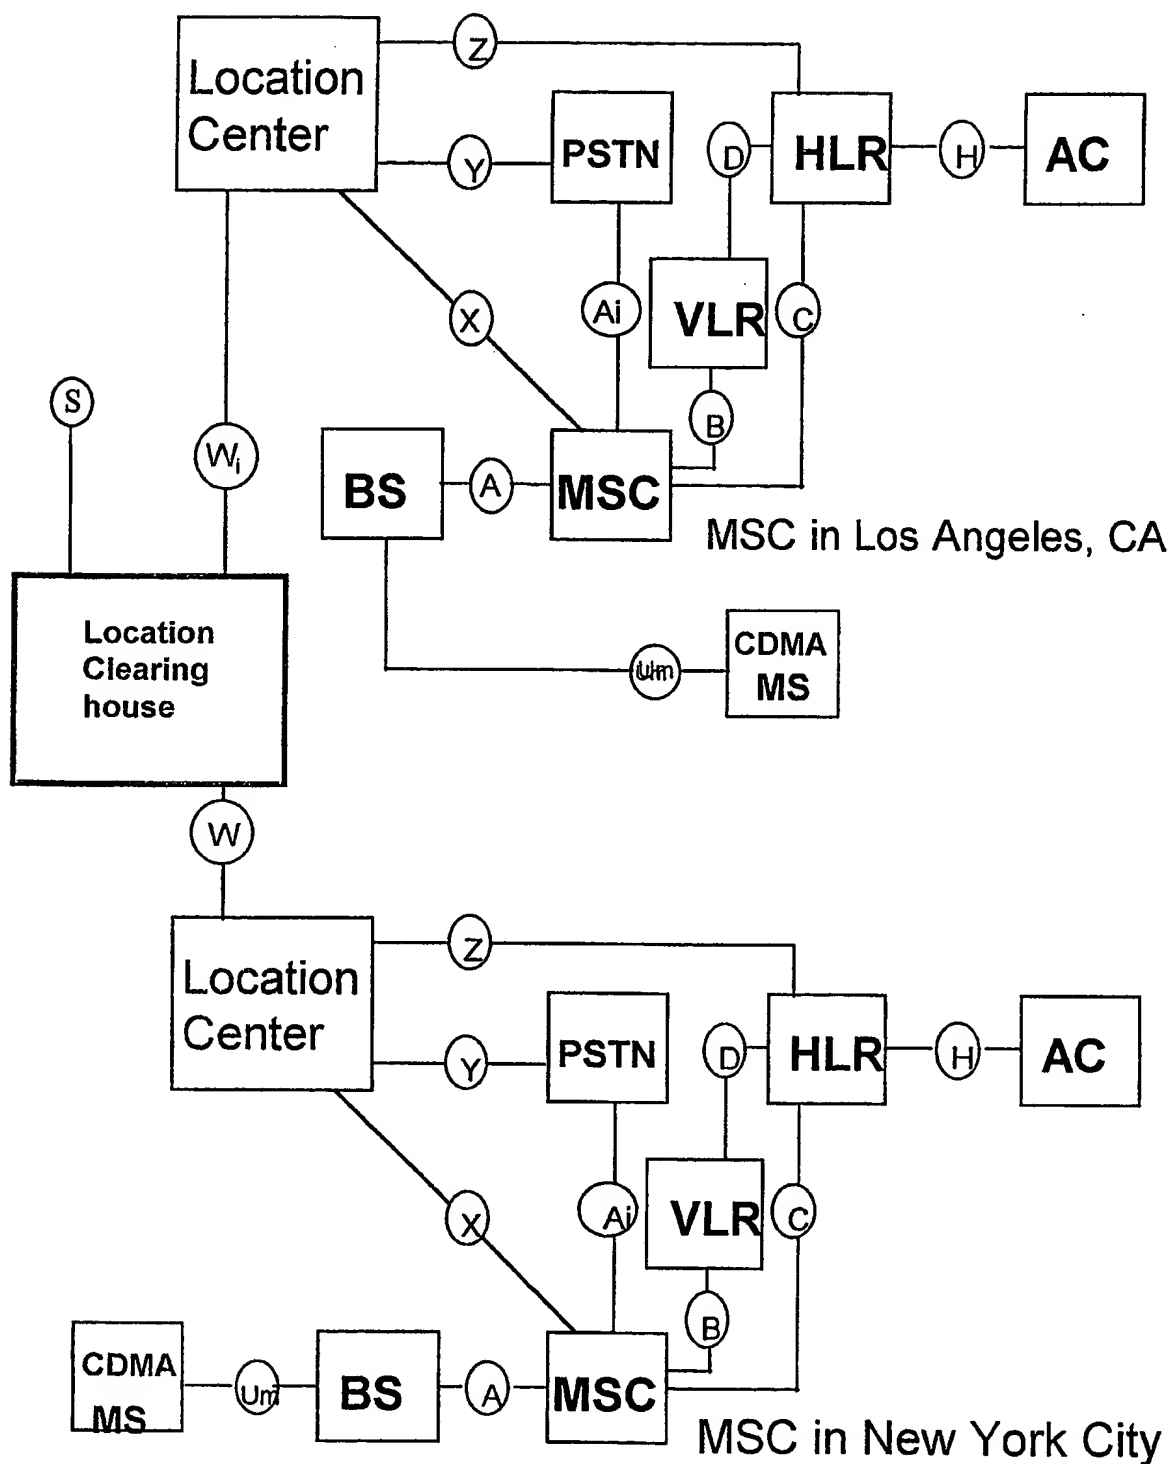 Z
Location
Center
Y
PSTN
D
HLR
H
AC
X
Ai
VLR
C
S
Wi
B
BS
A
MSC
MSC in Los Angeles, CA
Location
Clearing
house
Um
CDMA
MS
W
Z
Location
Center
Y
PSTN
D
HLR
H
AC
X
Ai
VLR
C
B
CDMA
MS
Um
BS
A
MSC
MSC in New York City